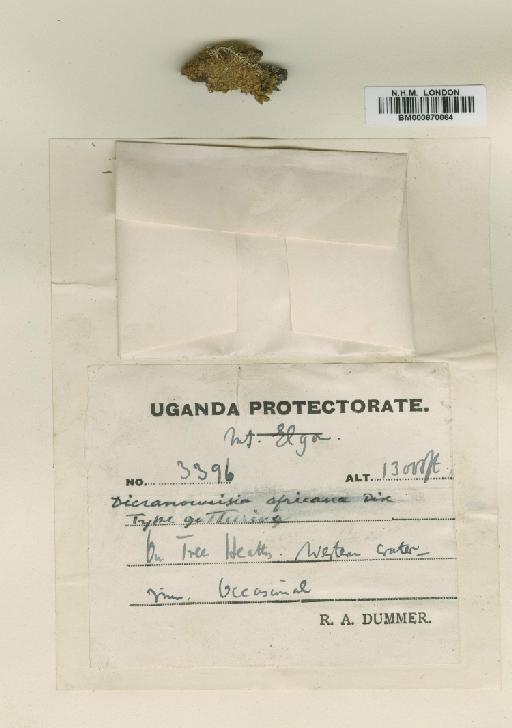 N.H.M. LONDON
BM000870064
UGANDA PROTECTORATE.
Mt. Elgon.
NO. 3396 ALT. 13000ft.
Dicranoweisia africana Dix
Type
On Tree Heaths. Western crater
rim. Occasional
R. A. DUMMER.